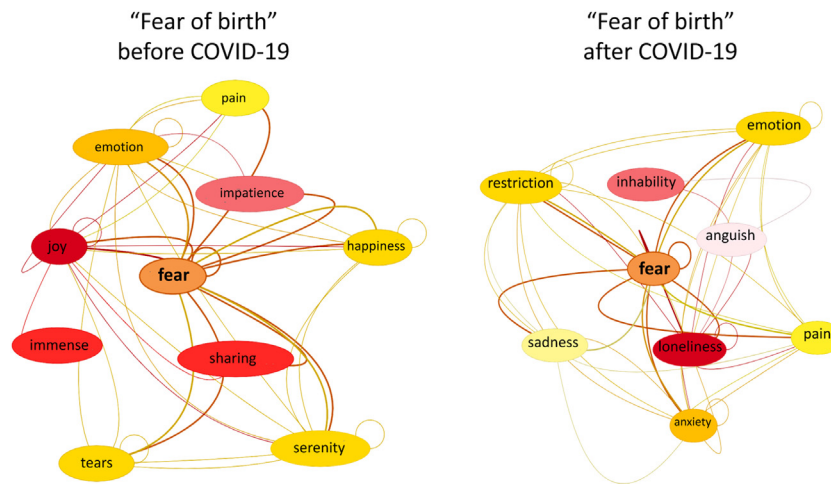 “Fear of birth”
before COVID-19
pain
emotion
impatience
joy
happiness
fear
immense
sharing
tears
serenity
“Fear of birth”
after COVID-19
emotion
restriction
inhability
anguish
fear
sadness
loneliness
pain
anxiety